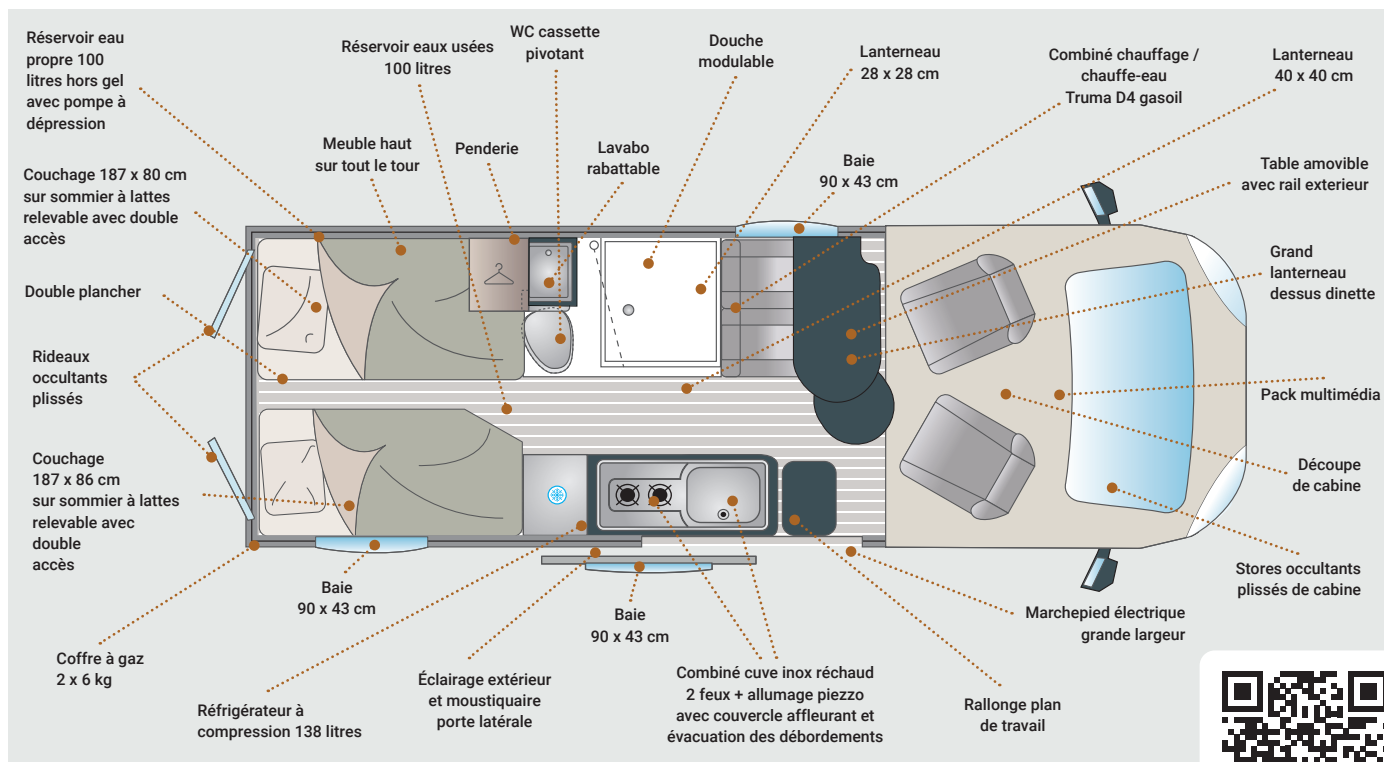 Réservoir eau
propre 100
litres hors gel
avec pompe à
dépression
Réservoir eaux usées
100 litres
WC cassette
pivotant
Douche
modulable
Lanterneau
28 x 28 cm
Combiné chauffage /
chauffe-eau
Truma D4 gasoil
Lanterneau
40 x 40 cm
Meuble haut
sur tout le tour
Penderie
Lavabo
rabattable
Baie
90 x 43 cm
Table amovible
avec rail exterieur
Couchage 187 x 80 cm
sur sommier à lattes
relevable avec double
accès
Grand
lanterneau
dessus dinette
Double plancher
Rideaux
occultants
plissés
Pack multimédia
Couchage
187 x 86 cm
sur sommier à lattes
relevable avec
double
accès
Découpe
de cabine
Baie
90 x 43 cm
Baie
90 x 43 cm
Stores occultants
plissés de cabine
Marchepied électrique
grande largeur
Coffre à gaz
2 x 6 kg
Réfrigérateur à
compression 138 litres
Éclairage extérieur
et moustiquaire
porte latérale
Combiné cuve inox réchaud
2 feux + allumage piezzo
avec couvercle affleurant et
évacuation des débordements
Rallonge plan
de travail